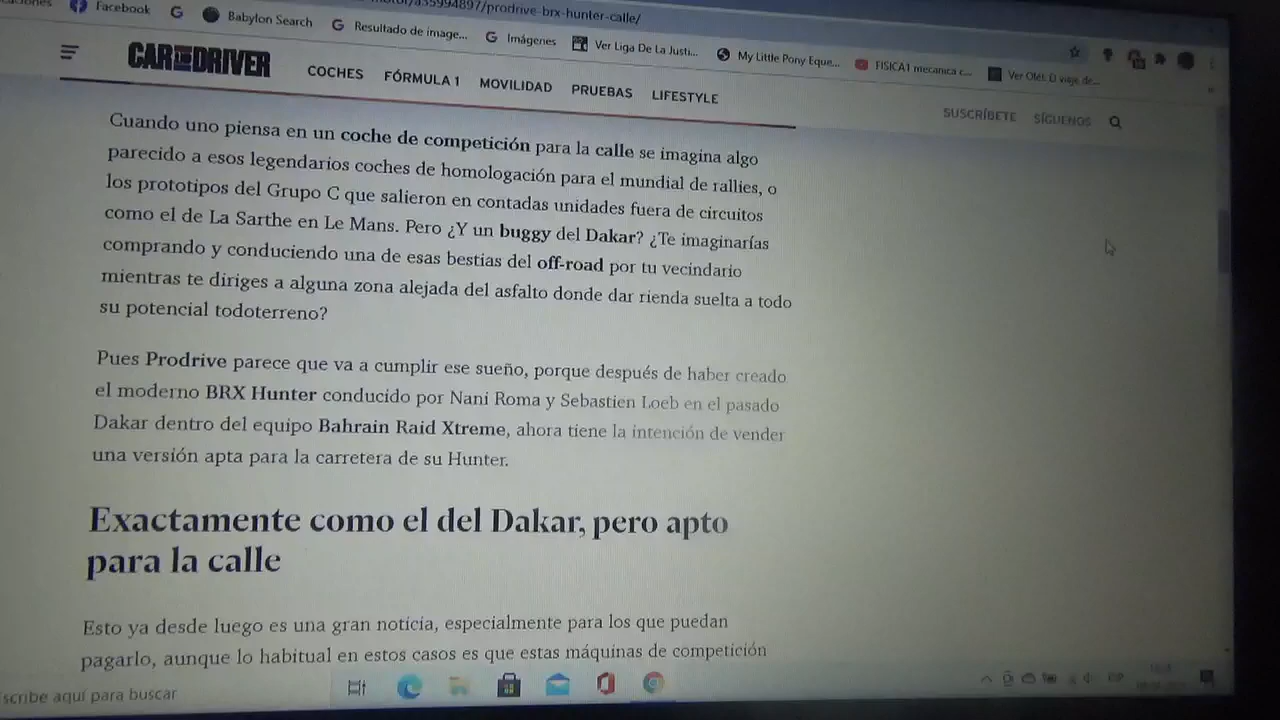 /prodrive-brx-hunter-calle/
Facebook
Babylon Search
Resultado de image...
Imágenes
Ver Liga De La Justi...
My Little Pony Eque...
FISICA1 mecanica c...
CAR AND DRIVER
COCHES FÓRMULA 1 MOVILIDAD PRUEBAS LIFESTYLE
SUSCRÍBETE SÍGUENOS
Cuando uno piensa en un coche de competición para la calle se imagina algo
parecido a esos legendarios coches de homologación para el mundial de rallies, o
los prototipos del Grupo C que salieron en contadas unidades fuera de circuitos
como el de La Sarthe en Le Mans. Pero ¿Y un buggy del Dakar? ¿Te imaginarías
comprando y conduciendo una de esas bestias del off-road por tu vecindario
mientras te diriges a alguna zona alejada del asfalto donde dar rienda suelta a todo
su potencial todoterreno?
Pues Prodrive parece que va a cumplir ese sueño, porque después de haber creado
el moderno BRX Hunter conducido por Nani Roma y Sebastien Loeb en el pasado
Dakar dentro del equipo Bahrain Raid Xtreme, ahora tiene la intención de vender
una versión apta para la carretera de su Hunter.
Exactamente como el del Dakar, pero apto
para la calle
Esto ya desde luego es una gran noticia, especialmente para los que puedan
pagarlo, aunque lo habitual en estos casos es que estas máquinas de competición
scribe aquí para buscar